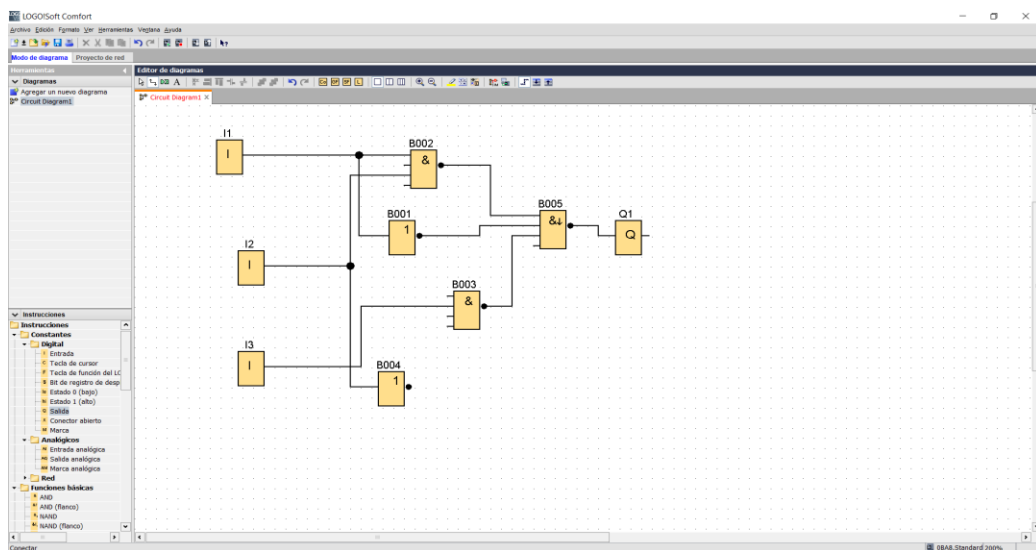 LOGO!Soft Comfort
Archivo Edición Formato Ver Herramientas Ventana Ayuda
Modo de diagrama Proyecto de red
Herramientas
Editor de diagramas
Diagramas
Agregar un nuevo diagrama
Circuit Diagram1
Circuit Diagram1 X
I1
I
B002
&
B001
1
B005
&↓
Q1
Q
I2
I
B003
&
I3
I
B004
1
Instrucciones
Instrucciones
Constantes
Digital
Entrada
Tecla de cursor
Tecla de función del LO
Bit de registro de desp
Estado 0 (bajo)
Estado 1 (alto)
Salida
Conector abierto
Marca
Analógicos
Entrada analógica
Salida analógica
Marca analógica
Red
Funciones básicas
AND
AND (flanco)
NAND
NAND (flanco)
Conectar
0BA6.Standard 200%